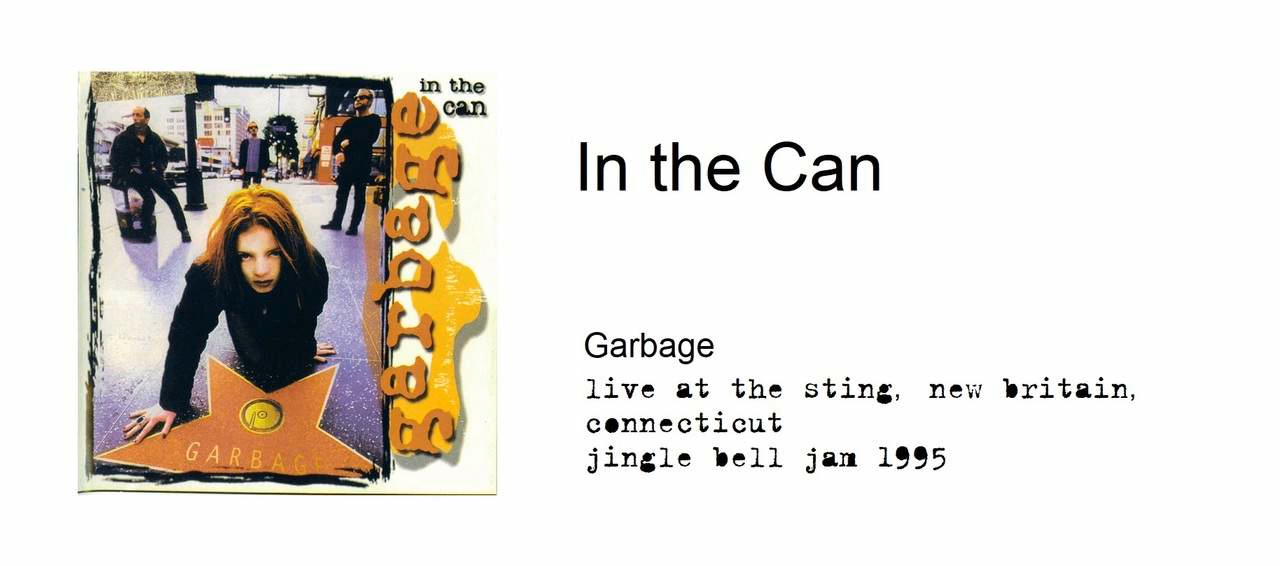 in the
can
garbage
GARBAGE
In the Can
Garbage
live at the sting, new britain,
connecticut
jingle bell jam 1995